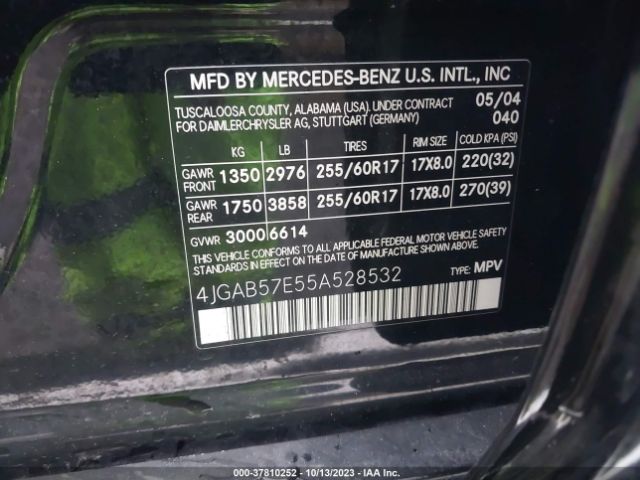 MFD BY MERCEDES-BENZ U.S. INTL., INC
TUSCALOOSA COUNTY, ALABAMA (USA). UNDER CONTRACT 05/04
FOR DAIMLERCHRYSLER AG, STUTTGART (GERMANY) 040
KG LB TIRES RIM SIZE COLD KPA (PSI)
GAWR FRONT 1350 2976 255/60R17 17X8.0 220(32)
GAWR REAR 1750 3858 255/60R17 17X8.0 270(39)
GVWR 3000 6614
THIS VEHICLE CONFORMS TO ALL APPLICABLE FEDERAL MOTOR VEHICLE SAFETY
STANDARDS IN EFFECT ON THE DATE OF MANUFACTURE SHOWN ABOVE.
4JGAB57E55A528532 TYPE: MPV
000-37810252 - 10/13/2023 - IAA Inc.